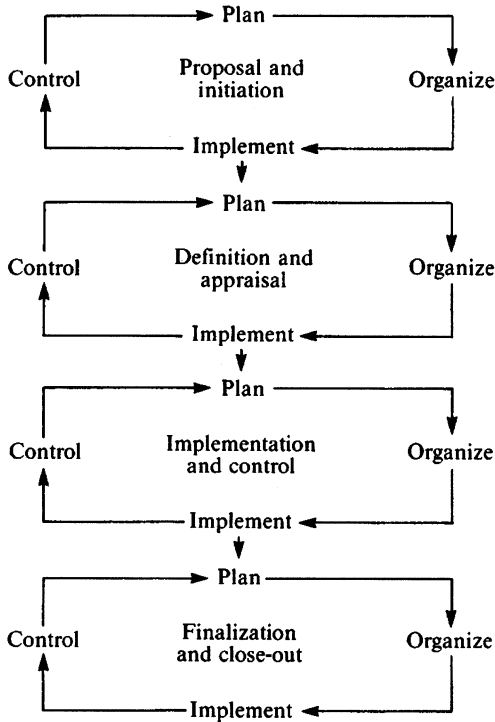 Plan
Control
Proposal and
initiation
Organize
Implement
Plan
Control
Definition and
appraisal
Organize
Implement
Plan
Control
Implementation
and control
Organize
Implement
Plan
Control
Finalization
and close-out
Organize
Implement